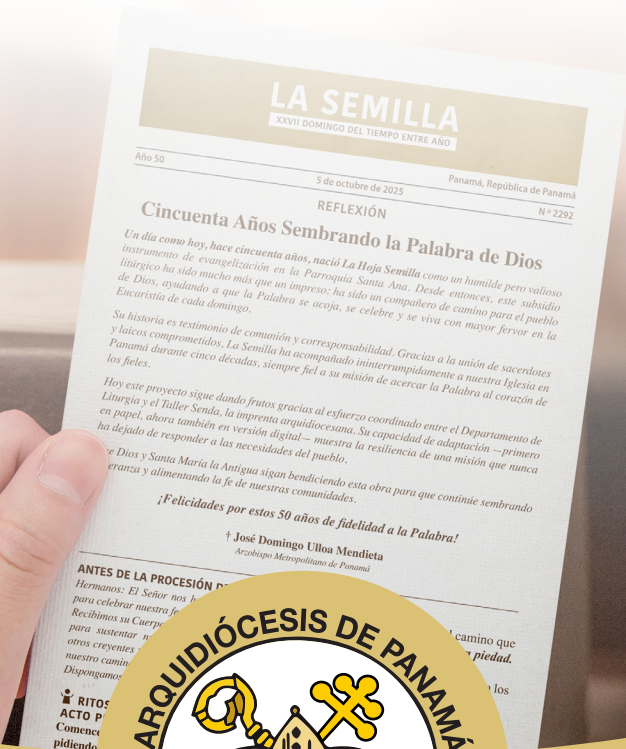 LA SEMILLA
XXVII DOMINGO DEL TIEMPO ENTRE AÑO
Año 50
5 de octubre de 2025
Panamá, República de Panamá
N º 2292
REFLEXIÓN
Cincuenta Años Sembrando la Palabra de Dios
Un día como hoy, hace cincuenta años, nació La Hoja Semilla como un humilde pero valioso
instrumento de evangelización en la Parroquia Santa Ana. Desde entonces, este subsidio
litúrgico ha sido mucho más que un impreso: ha sido un compañero de camino para el pueblo
de Dios, ayudando a que la Palabra se acoja, se celebre y se viva con mayor fervor en la
Eucaristía de cada domingo.
Su historia es testimonio de comunión y corresponsabilidad. Gracias a la unión de sacerdotes
y laicos comprometidos, La Semilla ha acompañado ininterrumpidamente a nuestra Iglesia en
Panamá durante cinco décadas, siempre fiel a su misión de acercar la Palabra al corazón de
los fieles.
Hoy este proyecto sigue dando frutos gracias al esfuerzo coordinado entre el Departamento de
Liturgia y el Taller Senda, la imprenta arquidiocesana. Su capacidad de adaptación —primero
en papel, ahora también en versión digital— muestra la resiliencia de una misión que nunca
ha dejado de responder a las necesidades del pueblo.
Dios y Santa María la Antigua sigan bendiciendo esta obra para que continúe sembrando
eranza y alimentando la fe de nuestras comunidades.
¡Felicidades por estos 50 años de fidelidad a la Palabra!
† José Domingo Ulloa Mendieta
Arzobispo Metropolitano de Panamá
ANTES DE LA PROCESIÓN
Hermanos: El Señor nos
para celebrar nuestra
camino que
Recibimos su Cuerpo
piedad.
para sustentar
otros creyentes
los
nuestro
Dispongamos
RITOS
ACTO
pidiendo
ARQUIDIÓCESIS DE PANAMÁ